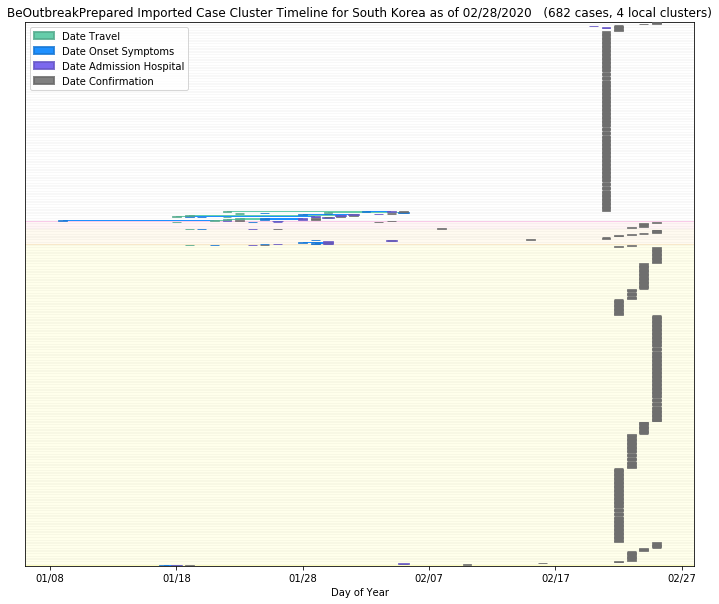 BeOutbreakPrepared Imported Case Cluster Timeline for South Korea as of 02/28/2020 (682 cases, 4 local clusters)
Date Travel
Date Onset Symptoms
Date Admission Hospital
Date Confirmation
01/08 01/18 01/28 02/07 02/17 02/27
Day of Year